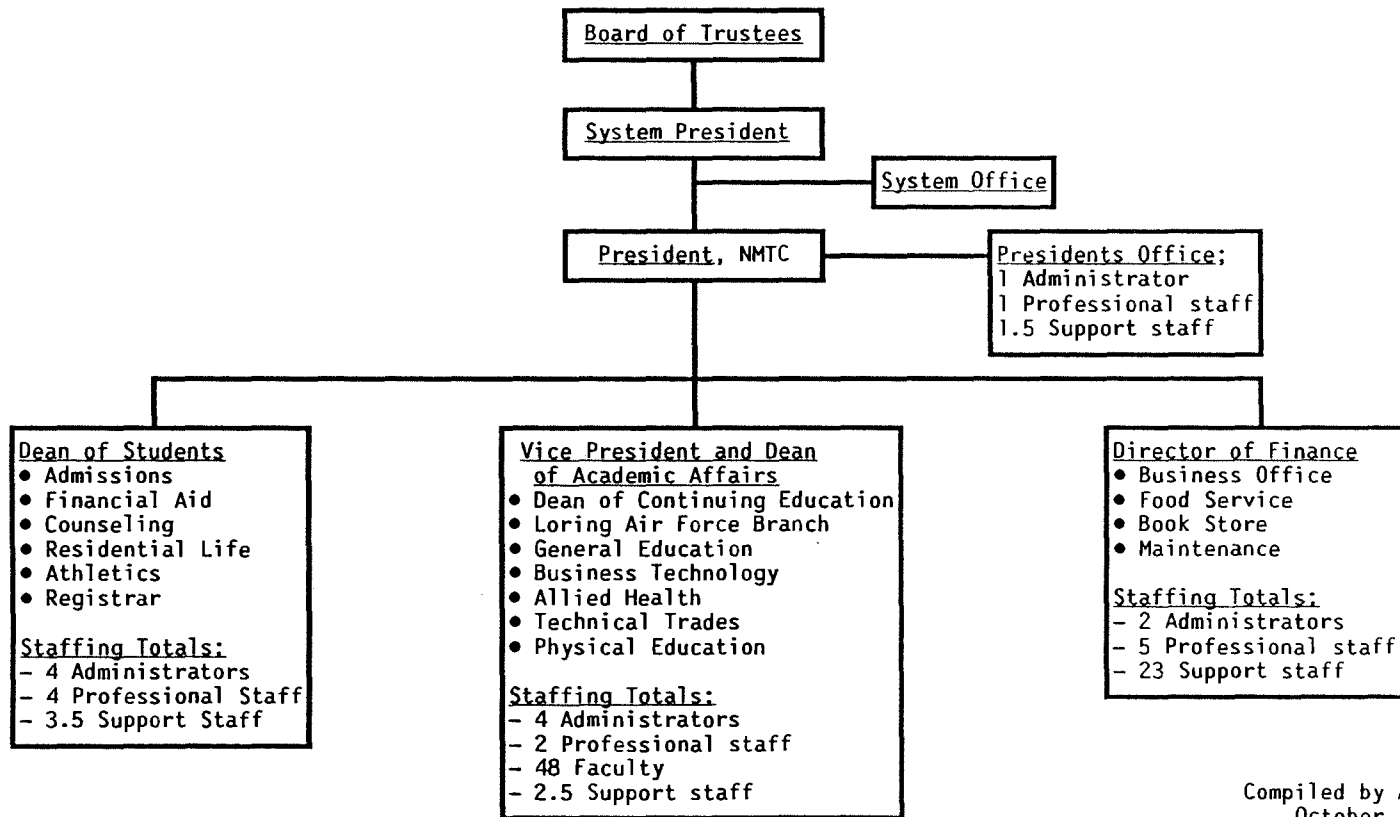 Board of Trustees
System President
System Office
President, NMTC
Presidents Office;
1 Administrator
1 Professional staff
1.5 Support staff
Dean of Students
● Admissions
● Financial Aid
● Counseling
● Residential Life
● Athletics
● Registrar
Staffing Totals:
– 4 Administrators
– 4 Professional Staff
– 3.5 Support Staff
Vice President and Dean
of Academic Affairs
● Dean of Continuing Education
● Loring Air Force Branch
● General Education
● Business Technology
● Allied Health
● Technical Trades
● Physical Education
Staffing Totals:
– 4 Administrators
– 2 Professional staff
– 48 Faculty
– 2.5 Support staff
Director of Finance
● Business Office
● Food Service
● Book Store
● Maintenance
Staffing Totals:
– 2 Administrators
– 5 Professional staff
– 23 Support staff
Compiled by
October